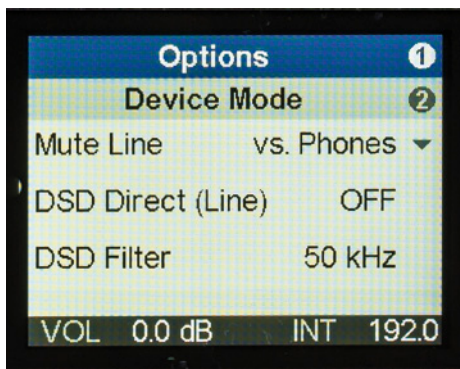 Options 1
Device Mode 2
Mute Line vs. Phones
DSD Direct (Line) OFF
DSD Filter 50 kHz
VOL 0.0 dB INT 192.0